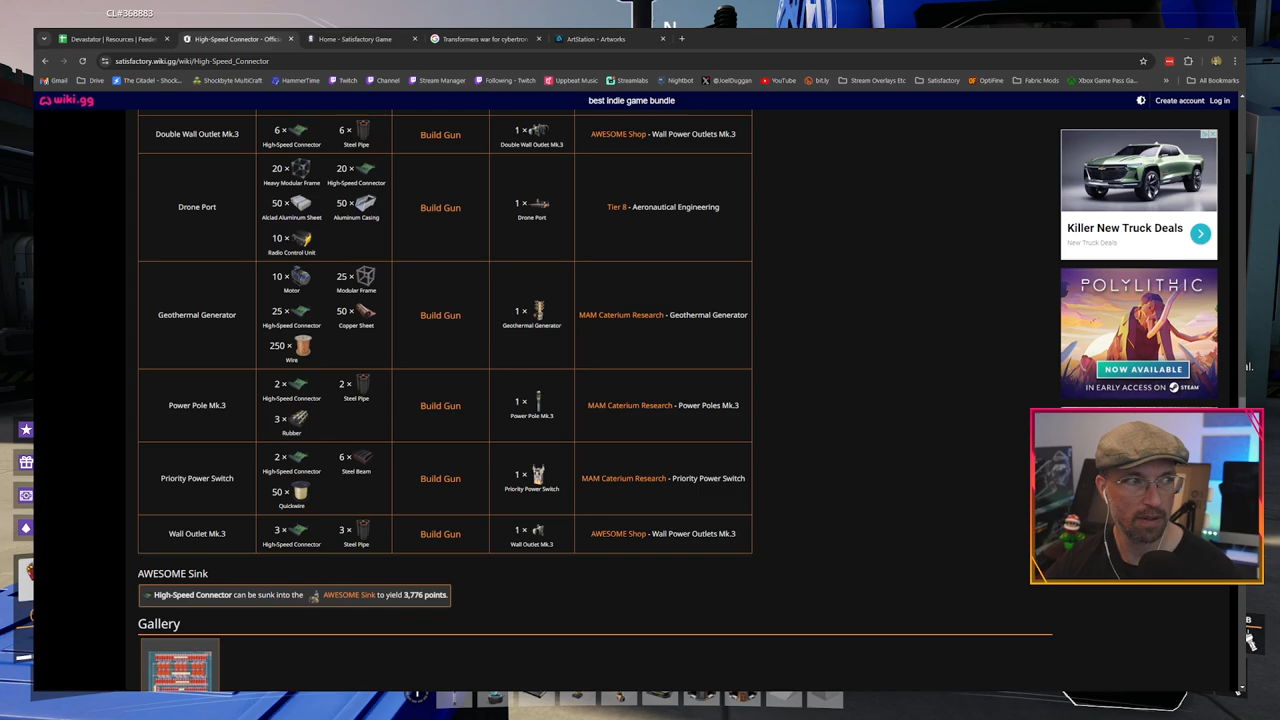 CL#368883
Devastator | Resources | Feeder
High-Speed Connector - Offici
Home - Satisfactory Game
Transformers war for cybertron
ArtStation - Artworks
satisfactory.wiki.gg/wiki/High-Speed_Connector
Gmail
Drive
The Citadel - Shock...
Shockbyte MultiCraft
HammerTime
Twitch
Channel
Stream Manager
Following - Twitch
Uppbeat Music
Streamlabs
Nightbot
@JoelDuggan
YouTube
bitly
Stream Overlays Etc
Satisfactory
OptiFine
Fabric Mods
Xbox Game Pass Ga...
All Bookmarks
wiki.gg
best indie game bundle
Create account Log in
Double Wall Outlet Mk.3
6 × 6 ×
High-Speed Connector Steel Pipe
Build Gun
1 ×
Double Wall Outlet Mk.3
AWESOME Shop - Wall Power Outlets Mk.3
Drone Port
20 × 20 ×
Heavy Modular Frame High-Speed Connector
50 × 50 ×
Alclad Aluminum Sheet Aluminum Casing
10 ×
Radio Control Unit
Build Gun
1 ×
Drone Port
Tier 8 - Aeronautical Engineering
Geothermal Generator
10 × 25 ×
Motor Modular Frame
25 × 50 ×
High-Speed Connector Copper Sheet
250 ×
Wire
Build Gun
1 ×
Geothermal Generator
MAM Caterium Research - Geothermal Generator
Power Pole Mk.3
2 × 2 ×
High-Speed Connector Steel Pipe
3 ×
Rubber
Build Gun
1 ×
Power Pole Mk.3
MAM Caterium Research - Power Poles Mk.3
Priority Power Switch
2 × 6 ×
High-Speed Connector Steel Beam
50 ×
Quickwire
Build Gun
1 ×
Priority Power Switch
MAM Caterium Research - Priority Power Switch
Wall Outlet Mk.3
3 × 3 ×
High-Speed Connector Steel Pipe
Build Gun
1 ×
Wall Outlet Mk.3
AWESOME Shop - Wall Power Outlets Mk.3
AWESOME Sink
High-Speed Connector can be sunk into the AWESOME Sink to yield 3,776 points.
Gallery
Killer New Truck Deals
New Truck Deals
POLYLITHIC
NOW AVAILABLE
IN EARLY ACCESS ON STEAM
al.